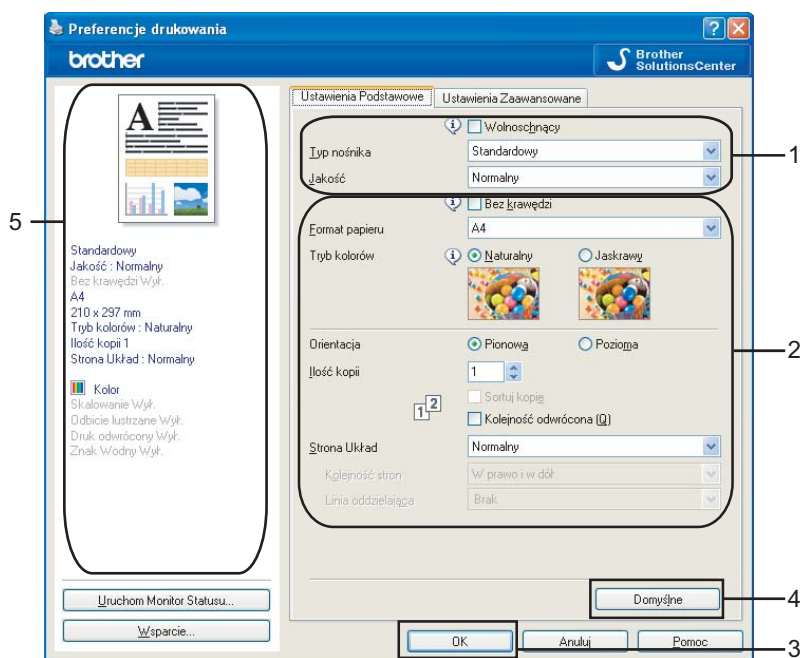 Preferencje drukowania
brother
Brother
SolutionsCenter
Ustawienia Podstawowe
Ustawienia Zaawansowane
Wolnoschnący
1
Typ nośnika
Standardowy
Jakość
Normalny
5
A
Bez krawędzi
Format papieru
A4
Tryb kolorów
Naturalny
Jaskrawy
Standardowy
Jakość : Normalny
Bez krawędzi Wył.
A4
210 x 297 mm
Tryb kolorów : Naturalny
Ilość kopii 1
Strona Układ : Normalny
Kolor
Skalowanie Wył.
Odbicie lustrzane Wył.
Druk odwrócony Wył.
Znak Wodny Wył.
Orientacja
Pionowa
Pozioma
2
Ilość kopii
1
Sortuj kopię
12
Kolejność odwrócona (Q)
Strona Układ
Normalny
Kolejność stron
W prawo i w dół
Linia oddzielająca
Brak
Uruchom Monitor Statusu...
Wsparcie...
Domyślne
4
OK
Anuluj
Pomoc
3